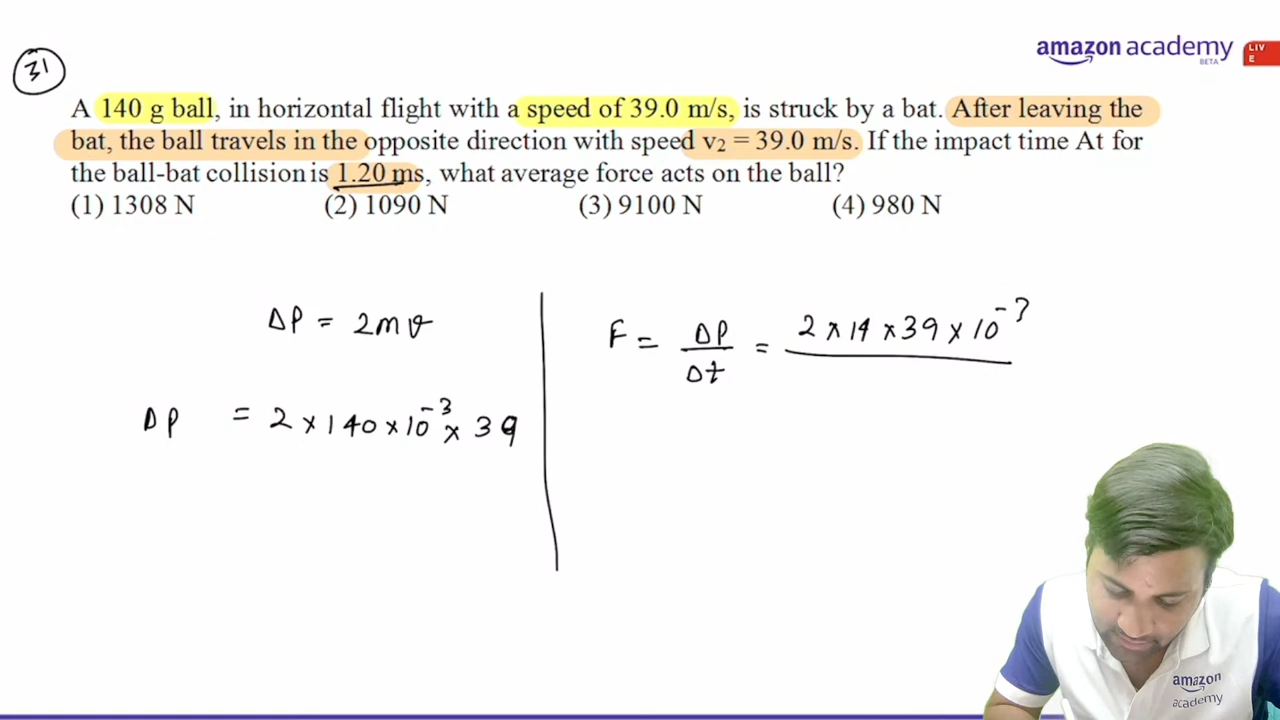 31
amazon academy
BETA
LIV
E
A 140 g ball, in horizontal flight with a speed of 39.0 m/s, is struck by a bat. After leaving the
bat, the ball travels in the opposite direction with speed v₂ = 39.0 m/s. If the impact time At for
the ball-bat collision is 1.20 ms, what average force acts on the ball?
(1) 1308 N (2) 1090 N (3) 9100 N (4) 980 N
Δp = 2mv
Δp = 2 × 140 × 10⁻³ × 39
F = Δp/Δt = 2 × 14 × 39 × 10⁻³
amazon
academy